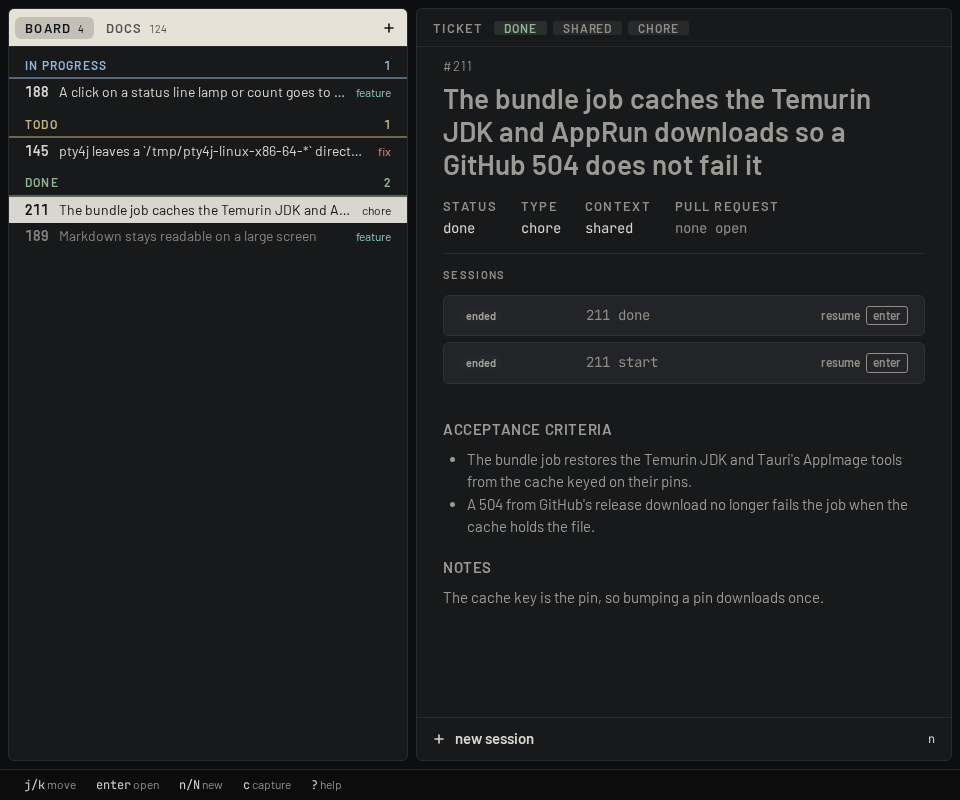 BOARD 4 DOCS 124 +
IN PROGRESS 1
188 A click on a status line lamp or count goes to ... feature
TODO 1
145 pty4j leaves a `/tmp/pty4j-linux-x86-64-*` direct... fix
DONE 2
211 The bundle job caches the Temurin JDK and A... chore
189 Markdown stays readable on a large screen feature
TICKET DONE SHARED CHORE
#211
The bundle job caches the Temurin
JDK and AppRun downloads so a
GitHub 504 does not fail it
STATUS TYPE CONTEXT PULL REQUEST
done chore shared none open
SESSIONS
ended 211 done resume enter
ended 211 start resume enter
ACCEPTANCE CRITERIA
• The bundle job restores the Temurin JDK and Tauri's AppImage tools
from the cache keyed on their pins.
• A 504 from GitHub's release download no longer fails the job when the
cache holds the file.
NOTES
The cache key is the pin, so bumping a pin downloads once.
+ new session n
j/k move enter open n/N new c capture ? help